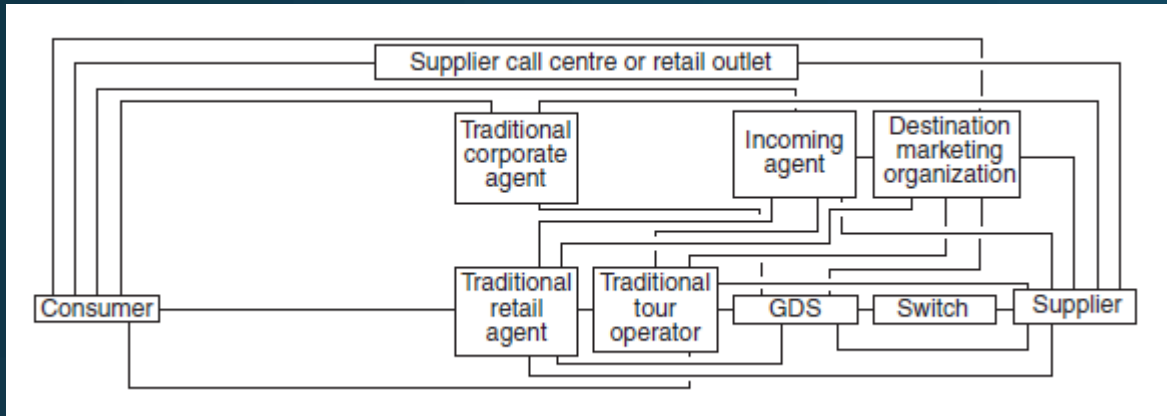 Supplier call centre or retail outlet
Traditional
corporate
agent
Incoming
agent
Destination
marketing
organization
Consumer
Traditional
retail
agent
Traditional
tour
operator
GDS
Switch
Supplier